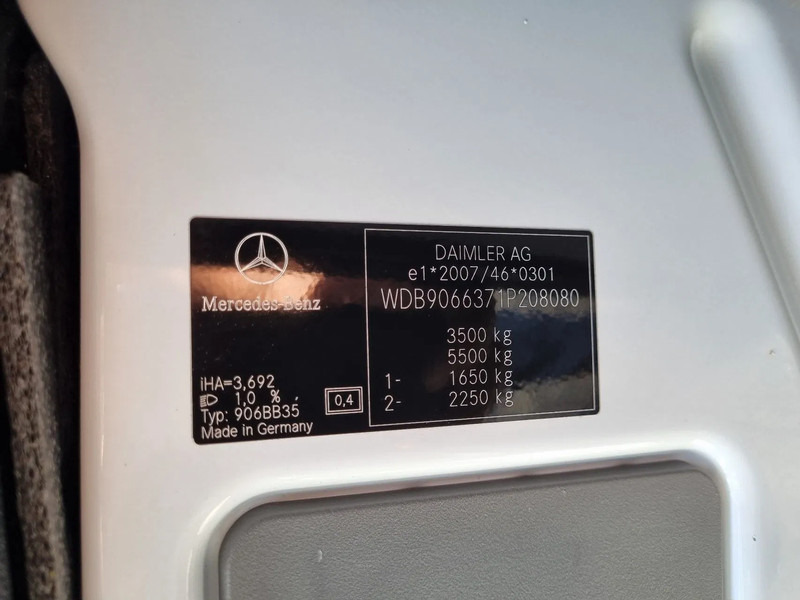 Mercedes-Benz
iHA=3,692
1,0 %
Typ: 906BB35
Made in Germany
0,4
DAIMLER AG
e1*2007/46*0301
WDB9066371P208080
3500 kg
5500 kg
1- 1650 kg
2- 2250 kg